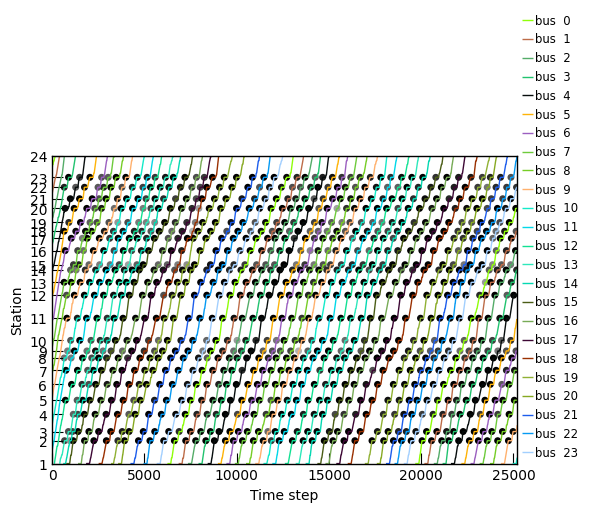 bus 0
bus 1
bus 2
bus 3
bus 4
bus 5
bus 6
bus 7
bus 8
bus 9
bus 10
bus 11
bus 12
bus 13
bus 14
bus 15
bus 16
bus 17
bus 18
bus 19
bus 20
bus 21
bus 22
bus 23
Station
24
23
22
21
20
19
18
17
16
15
13
12
11
10
9
8
7
6
5
4
3
2
1
0 5000 10000 15000 20000 25000
Time step